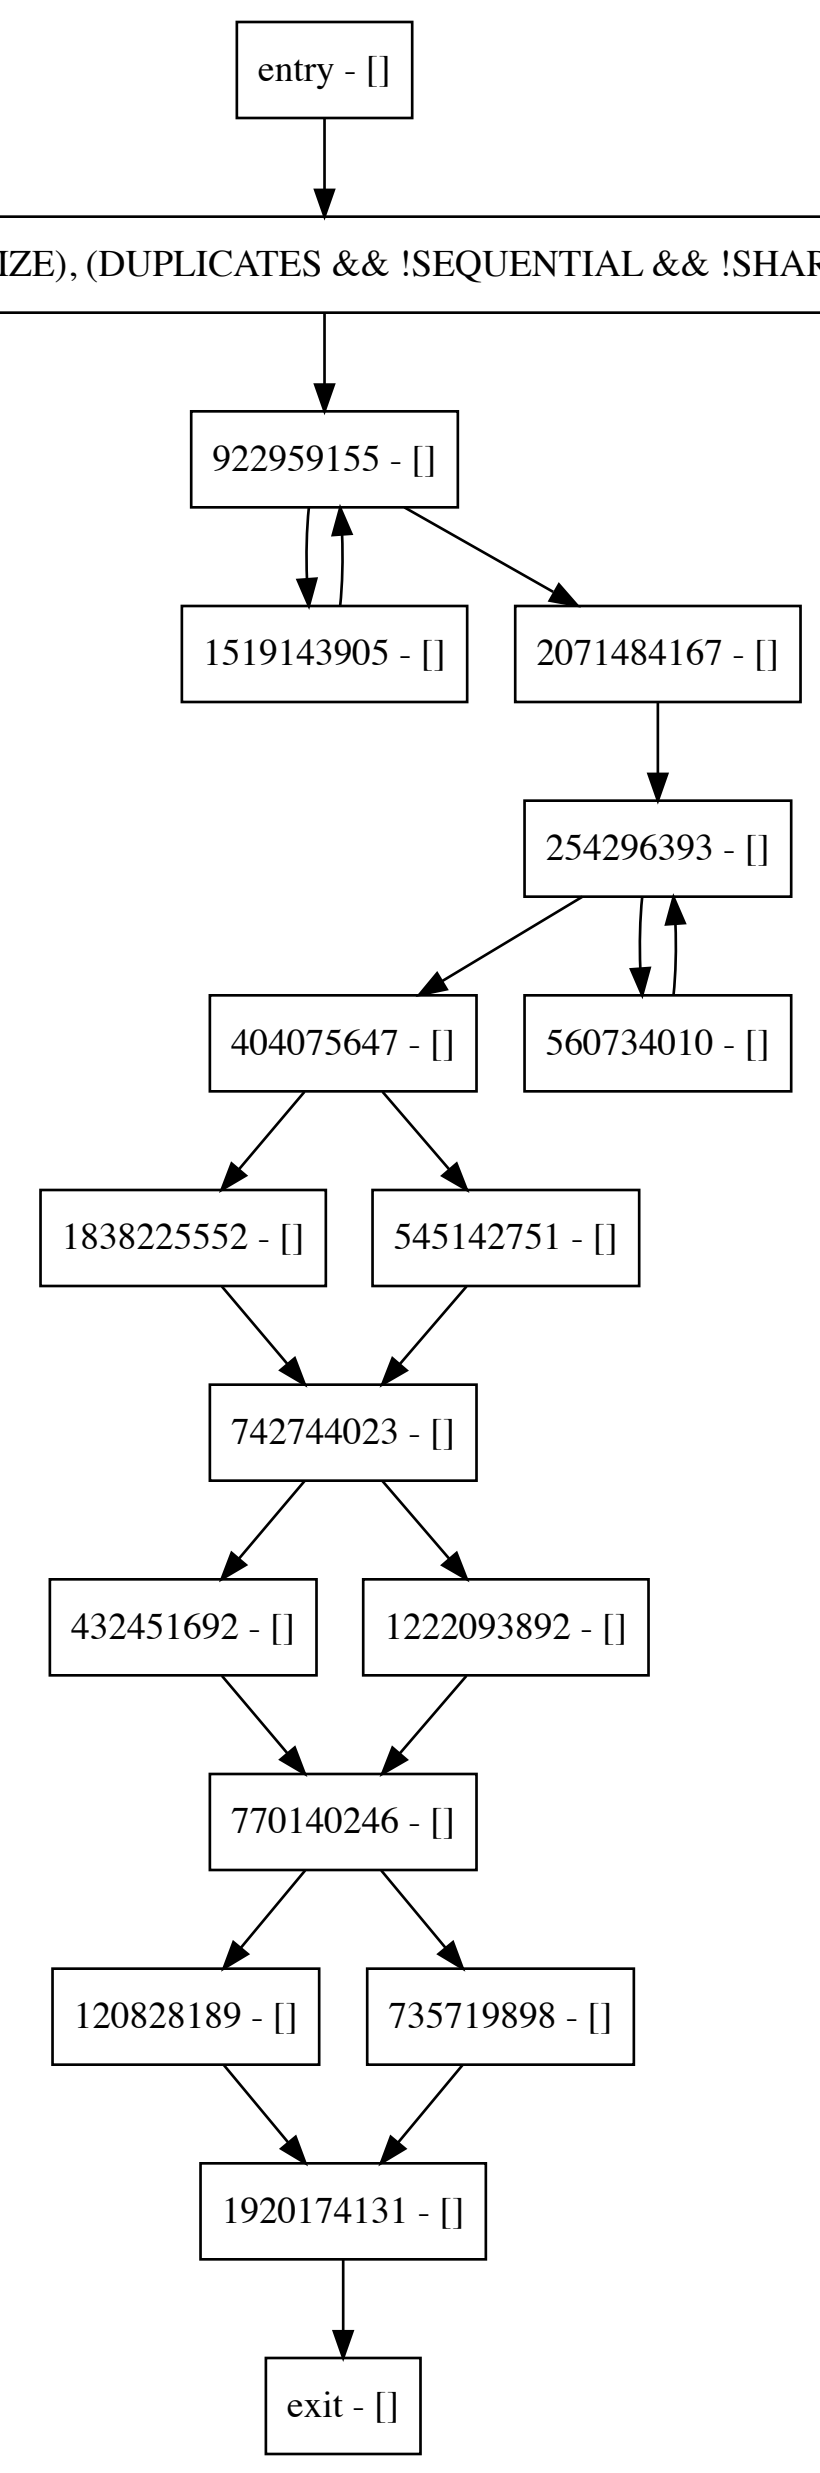 entry - []
IZE), (DUPLICATES && !SEQUENTIAL && !SHAR
922959155 - []
1519143905 - []
2071484167 - []
254296393 - []
404075647 - []
560734010 - []
1838225552 - []
545142751 - []
742744023 - []
432451692 - []
1222093892 - []
770140246 - []
120828189 - []
735719898 - []
1920174131 - []
exit - []